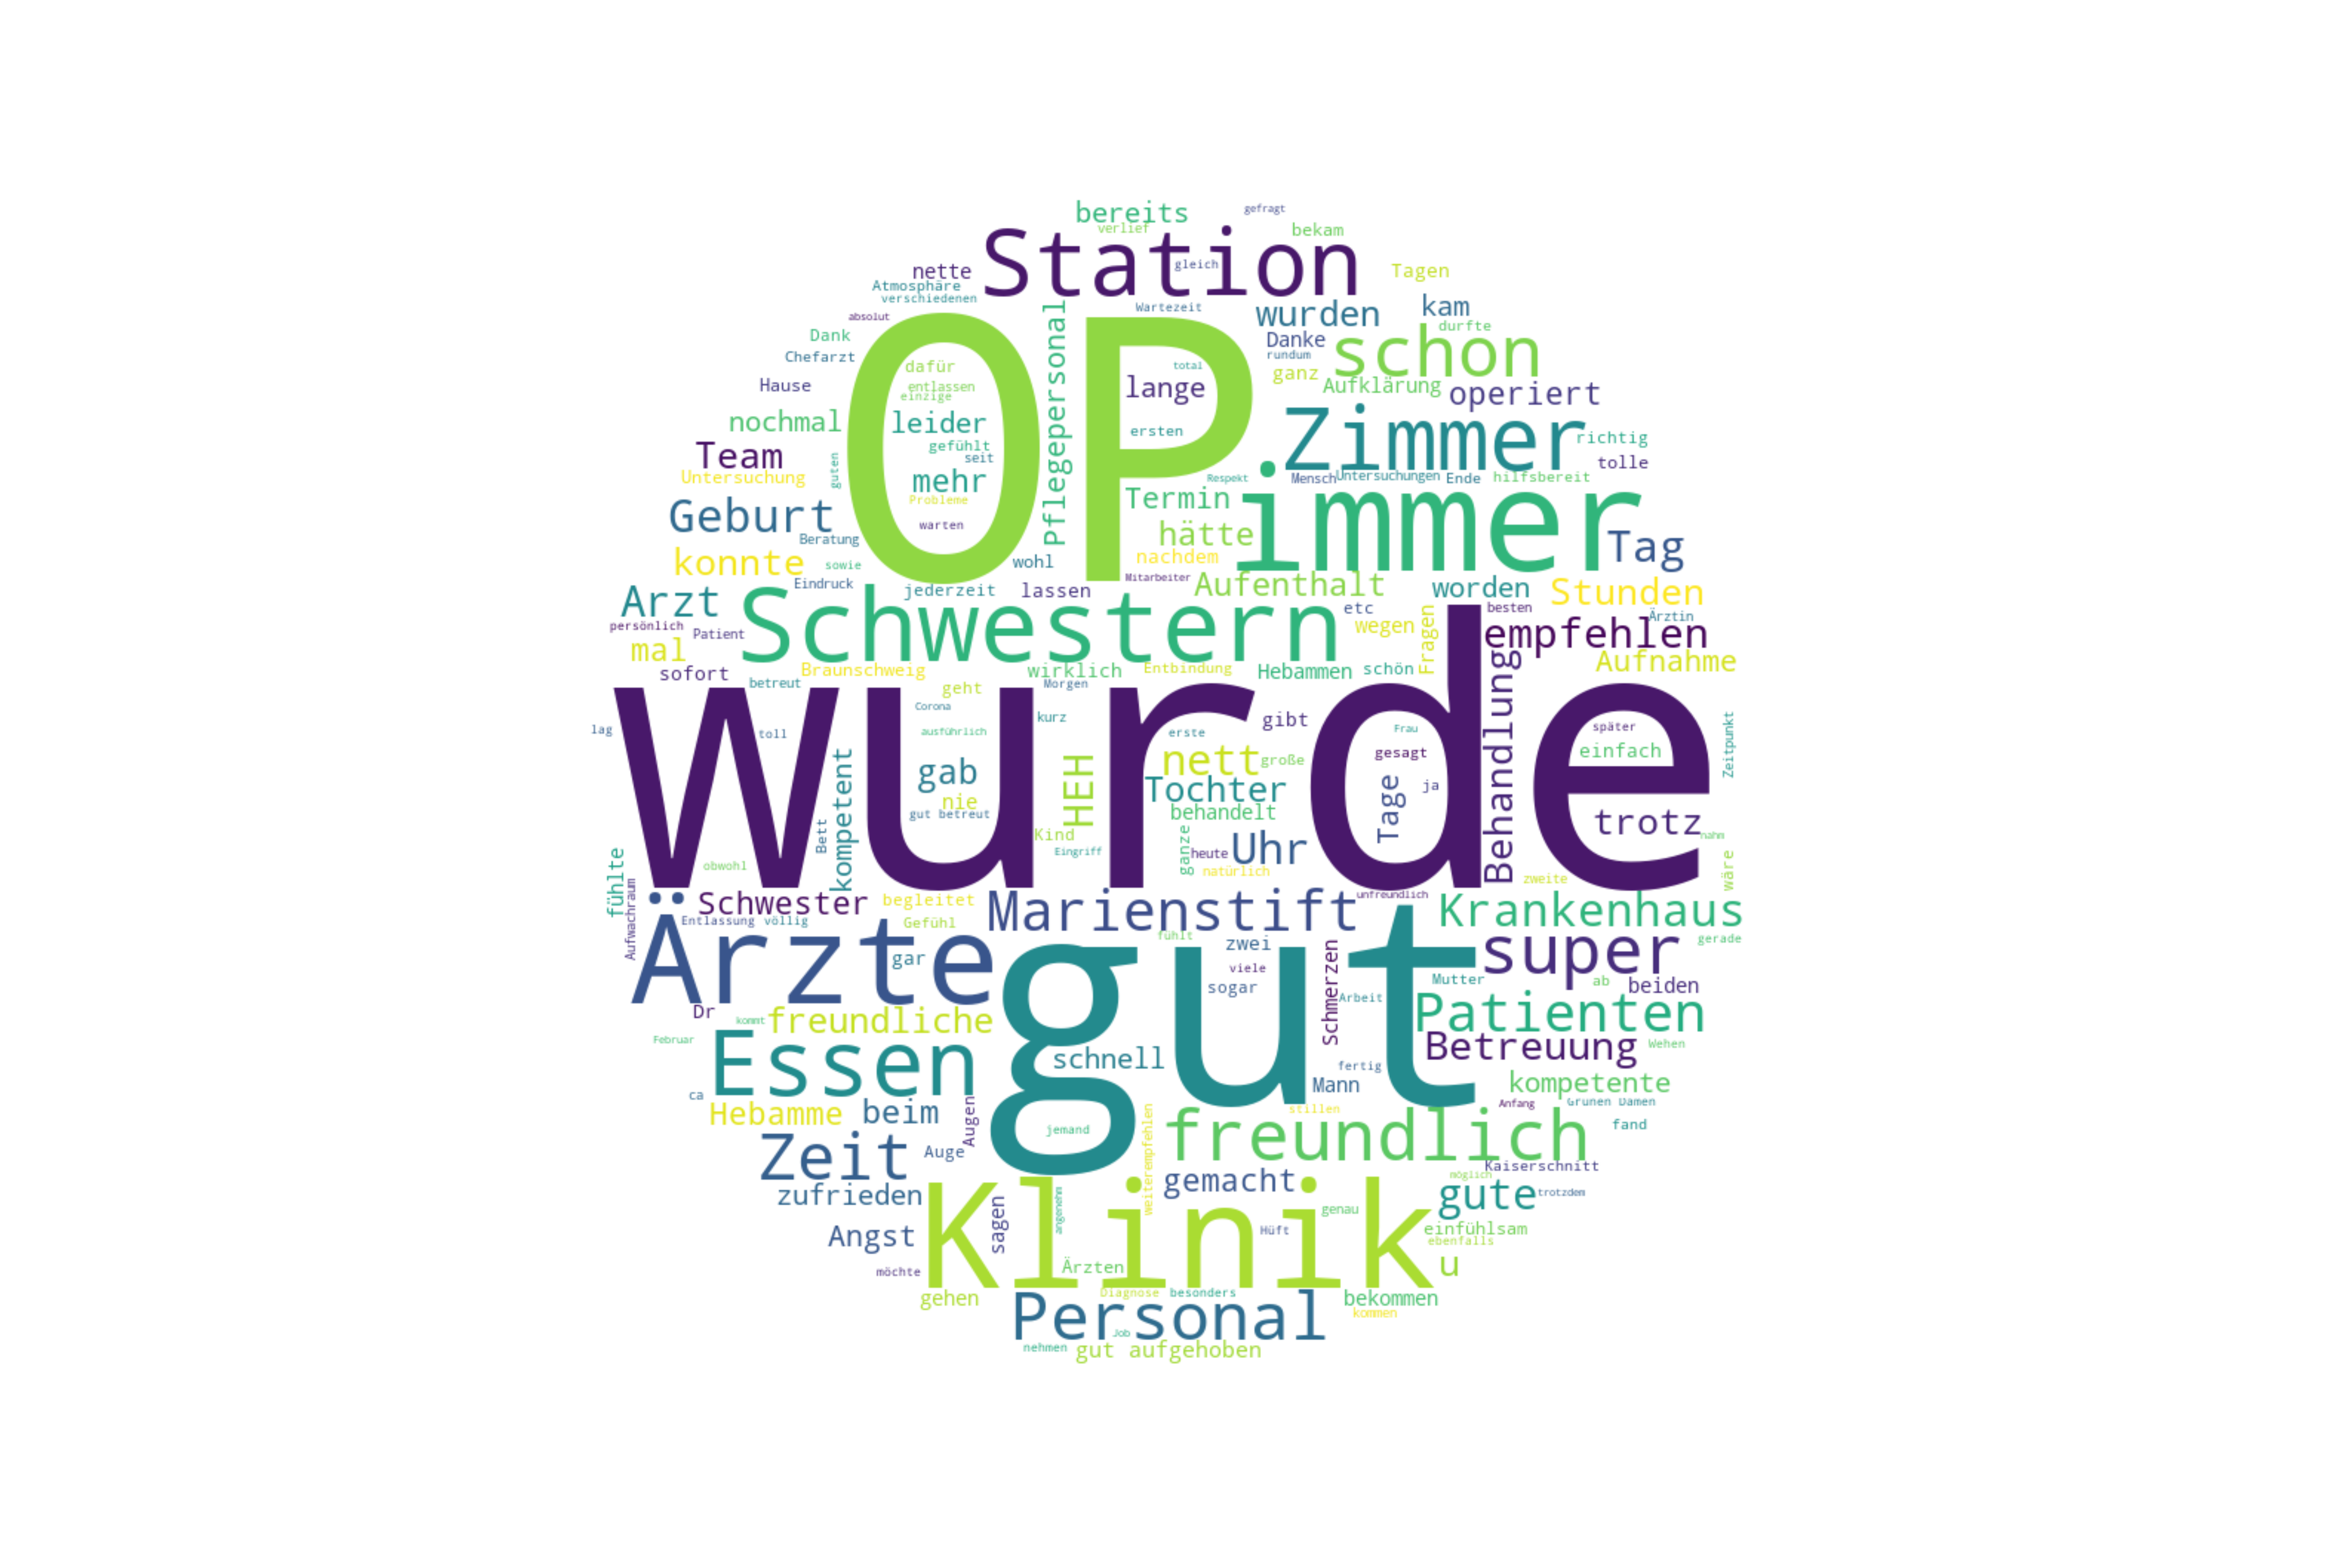 bereits
gefragt
verlief
bekam
Station
gleich
nette
Tagen
Atmosphäre
verschiedenen
Wartezeit
wurden
kam
absolut
Dank
Danke
durfte
schon
Chefarzt
rundum
OP
dafür
total
ganz
Hause
entlassen
einzige
lange
Aufklärung
operiert
Pflegepersonal
nochmal
leider
ersten
Zimmer
richtig
gefühlt
Team
seit
tolle
Untersuchung
guten
mehr
Respekt
Mensch
Untersuchungen
Ende
hilfsbereit
Probleme
Termin
immer
Geburt
warten
hätte
Beratung
Tag
konnte
sowie
wohl
nachdem
Eindruck
jederzeit
lassen
Mitarbeiter
Aufenthalt
worden
Stunden
Arzt
Schwestern
etc
besten
Ärztin
persönlich
Patient
wegen
Fragen
empfehlen
mal
sofort
Braunschweig
wirklich
Entbindung
Hebammen
schön
Aufnahme
betreut
geht
Morgen
wurde
Behandlung
lag
toll
Corona
kurz
gibt
ausführlich
erste
Frau
später
Zeitpunkt
nett
große
gesagt
einfach
gab
HEH
Tochter
Tage
ja
nie
kompetent
gut betreut
behandelt
trotz
Bett
Kind
Uhr
nahm
Eingriff
ganze
heute
obwohl
natürlich
wäre
fühlte
zweite
Aufwachraum
Schwester
begleitet
Marienstift
unfreundlich
Krankenhaus
Entlassung
völlig
Gefühl
Ärzte
gar
fühlt
zwei
gut
super
gerade
viele
Schmerzen
Mutter
ab
beiden
sogar
Arbeit
Dr
kommt
freundliche
Patienten
Februar
Essen
schnell
Betreuung
Wehen
fertig
Mann
kompetente
ca
Hebamme
beim
Augen
stillen
Anfang
Grünen Damen
jemand
weiterempfehlen
freundlich
fand
Zeit
Auge
Kaiserschnitt
gemacht
möglich
zufrieden
Klinik
gute
trotzdem
angenehm
sagen
genau
Angst
Hüft
einfühlsam
ebenfalls
möchte
Ärzten
u
gehen
Diagnose
besonders
bekommen
Personal
kommen
Job
nehmen
gut aufgehoben